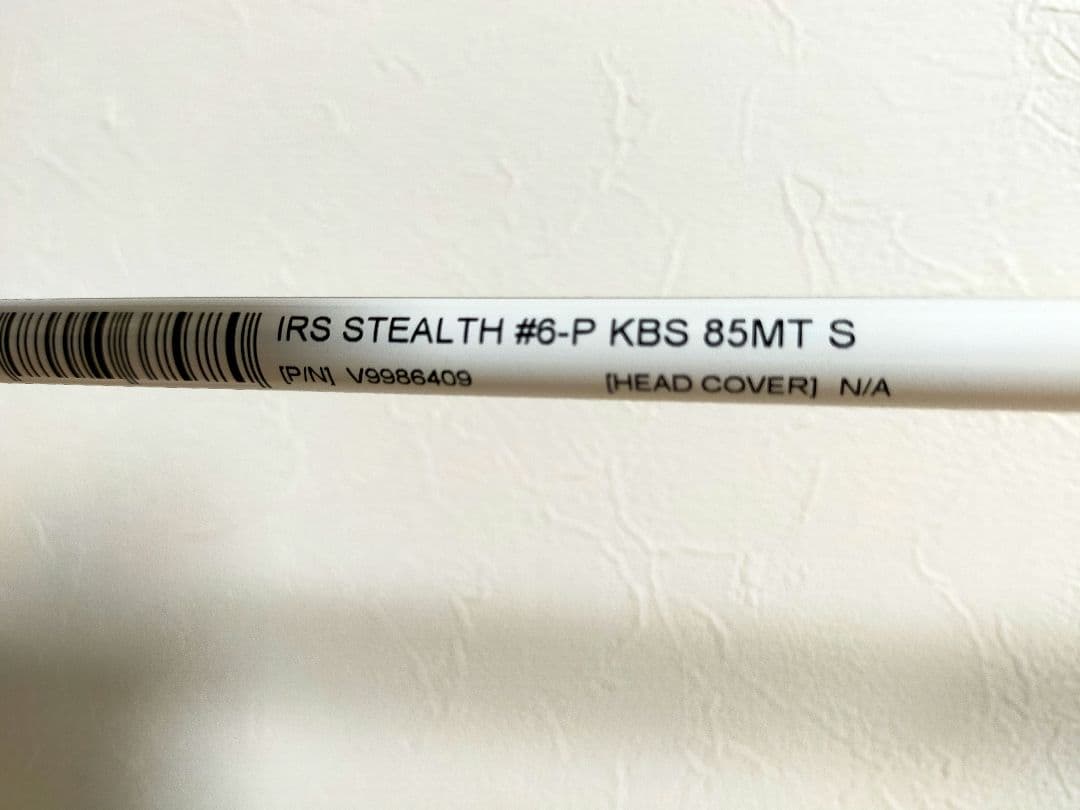 IRS STEALTH #6-P KBS 85MT S
[P/N] V9986409 [HEAD COVER] N/A